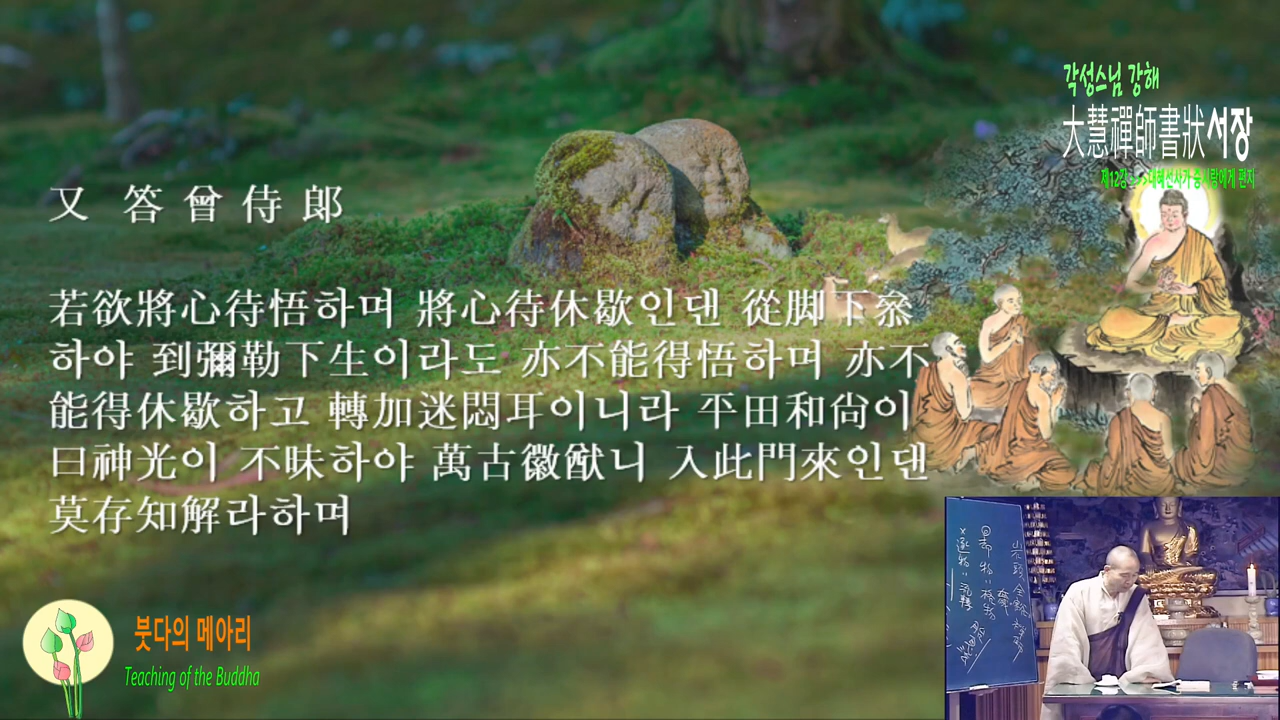 각성스님 강해
大慧禪師書狀서장
又 答曾侍郞
若欲將心待悟하며 將心待休歇인댄 從脚下叅
하야 到彌勒下生이라도 亦不能得悟하며 亦不
能得休歇하고 轉加迷悶耳이니라 平田和尙이
曰神光이 不昧하야 萬古徽猷니 入此門來인댄
莫存知解라하며
붓다의 메아리
Teaching of the Buddha